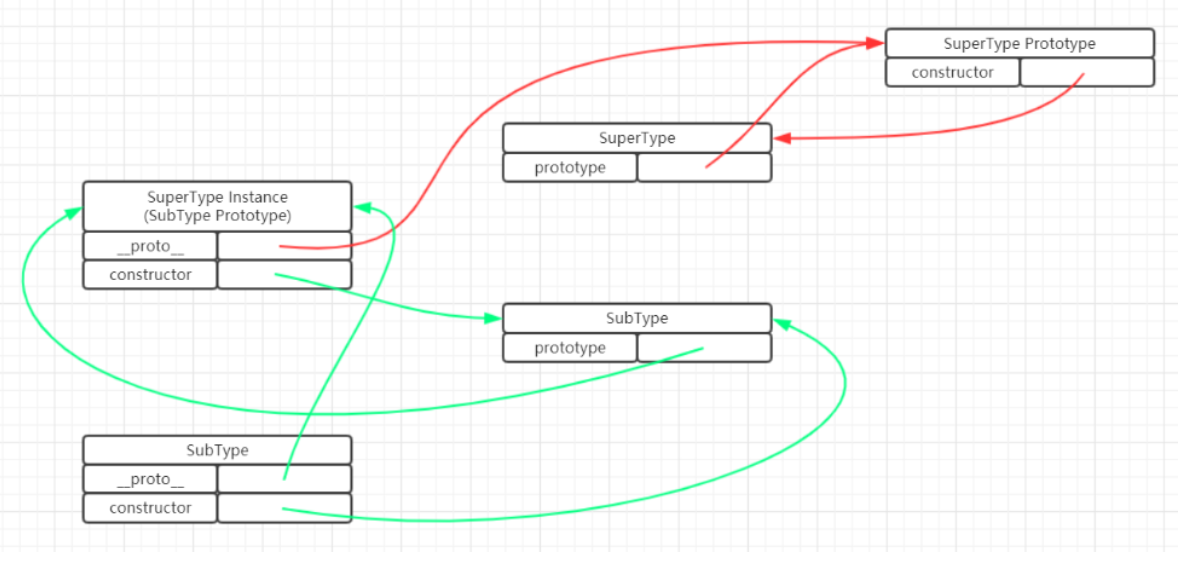 SuperType Prototype
constructor
SuperType
prototype
SuperType Instance
(SubType Prototype)
__proto__
constructor
SubType
prototype
SubType
__proto__
constructor